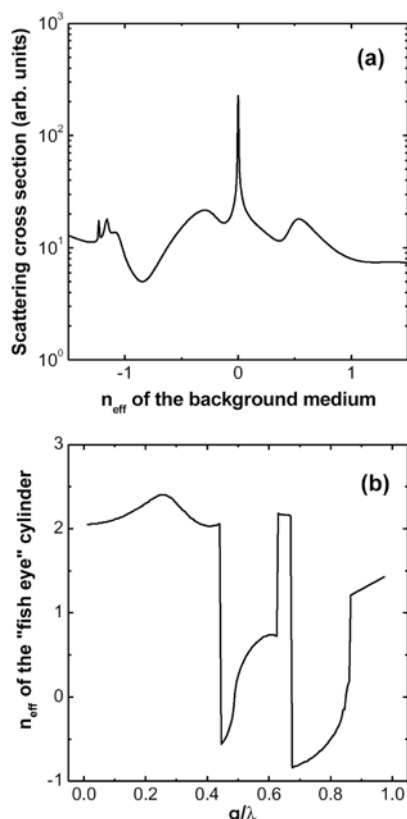 (a)
Scattering cross section (arb. units)
10³
10²
10¹
10⁰
-1 0 1
n_eff of the background medium
(b)
n_eff of the "fish eye" cylinder
3
2
1
0
-1
0.0 0.2 0.4 0.6 0.8 1.0